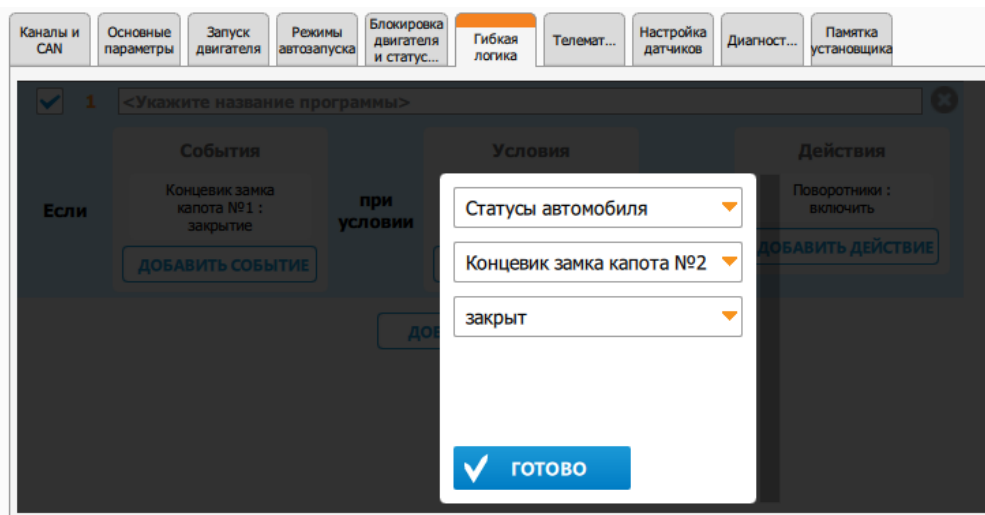 Каналы и
CAN
Основные
параметры
Запуск
двигателя
Режимы
автозапуска
Блокировка
двигателя
и статус...
Гибкая
логика
Телемат...
Настройка
датчиков
Диагност...
Памятка
установщика
1 <Укажите название программы>
События
Условия
Действия
Если
Концевик замка
капота №1 :
закрытие
при
условии
Поворотники :
включить
ДОБАВИТЬ СОБЫТИЕ
ОБАВИТЬ ДЕЙСТВИЕ
ДО
Статусы автомобиля
Концевик замка капота №2
закрыт
ГОТОВО